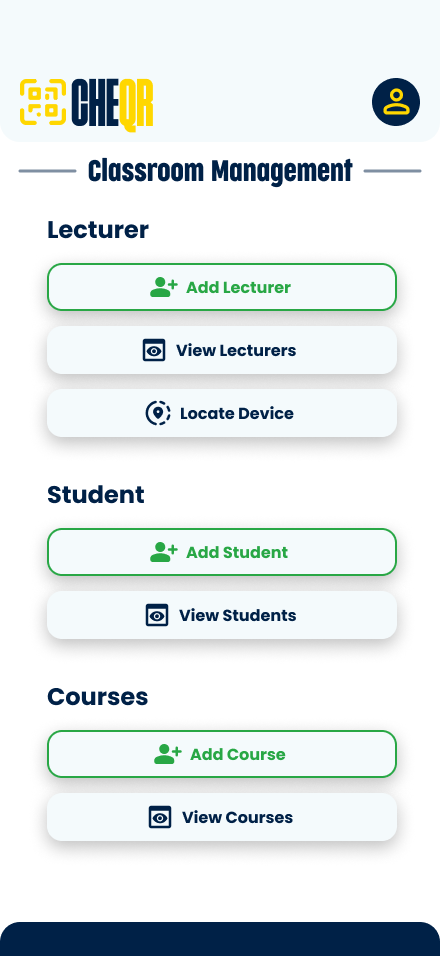 CHEQR
Classroom Management
Lecturer
Add Lecturer
View Lecturers
Locate Device
Student
Add Student
View Students
Courses
Add Course
View Courses